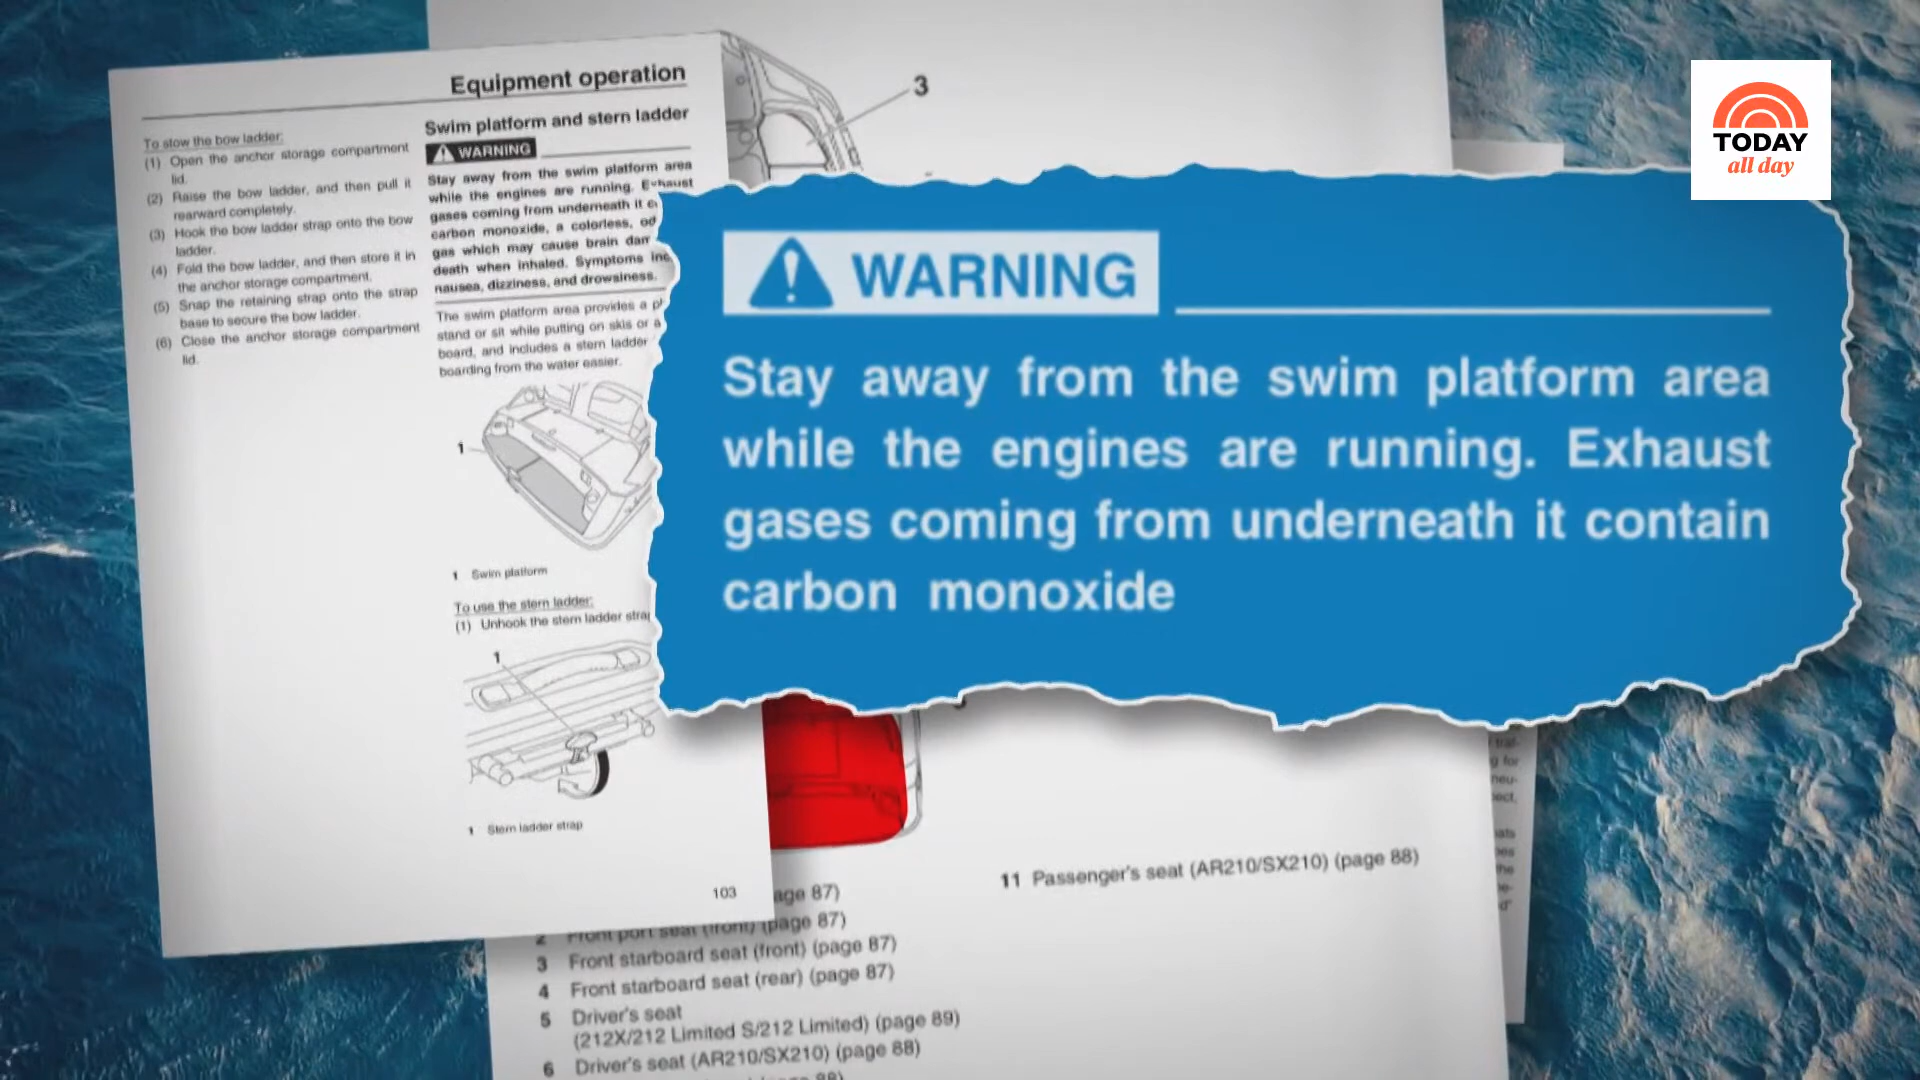 Equipment operation
To stow the bow ladder:
(1) Open the anchor storage compartment
lid.
(2) Raise the bow ladder, and then pull it
rearward completely.
(3) Hook the bow ladder strap onto the bow
ladder.
(4) Fold the bow ladder, and then store it in
the anchor storage compartment.
(5) Snap the retaining strap onto the strap
base to secure the bow ladder.
(6) Close the anchor storage compartment
lid.
Swim platform and stern ladder
WARNING
Stay away from the swim platform area
while the engines are running. Exhaust
gases coming from underneath it
carbon monoxide, a colorless,
gas which may cause brain
death when inhaled. Symptoms
nausea, dizziness, and drowsiness.
The swim platform area provides a
stand or sit while putting on skis or a
board, and includes a stern ladder
boarding from the water easier.
1
1 Swim platform
To use the stern ladder:
(1) Unhook the stern ladder
1
1 Stern ladder strap
103
3
WARNING
Stay away from the swim platform area
while the engines are running. Exhaust
gases coming from underneath it contain
carbon monoxide
TODAY
all day
87)
2 Front port seat (front) (page 87)
3 Front starboard seat (front) (page 87)
4 Front starboard seat (rear) (page 87)
5 Driver's seat
(212X/212 Limited S/212 Limited) (page 89)
6 Driver's seat (AR210/SX210) (page 88)
11 Passenger's seat (AR210/SX210) (page 88)